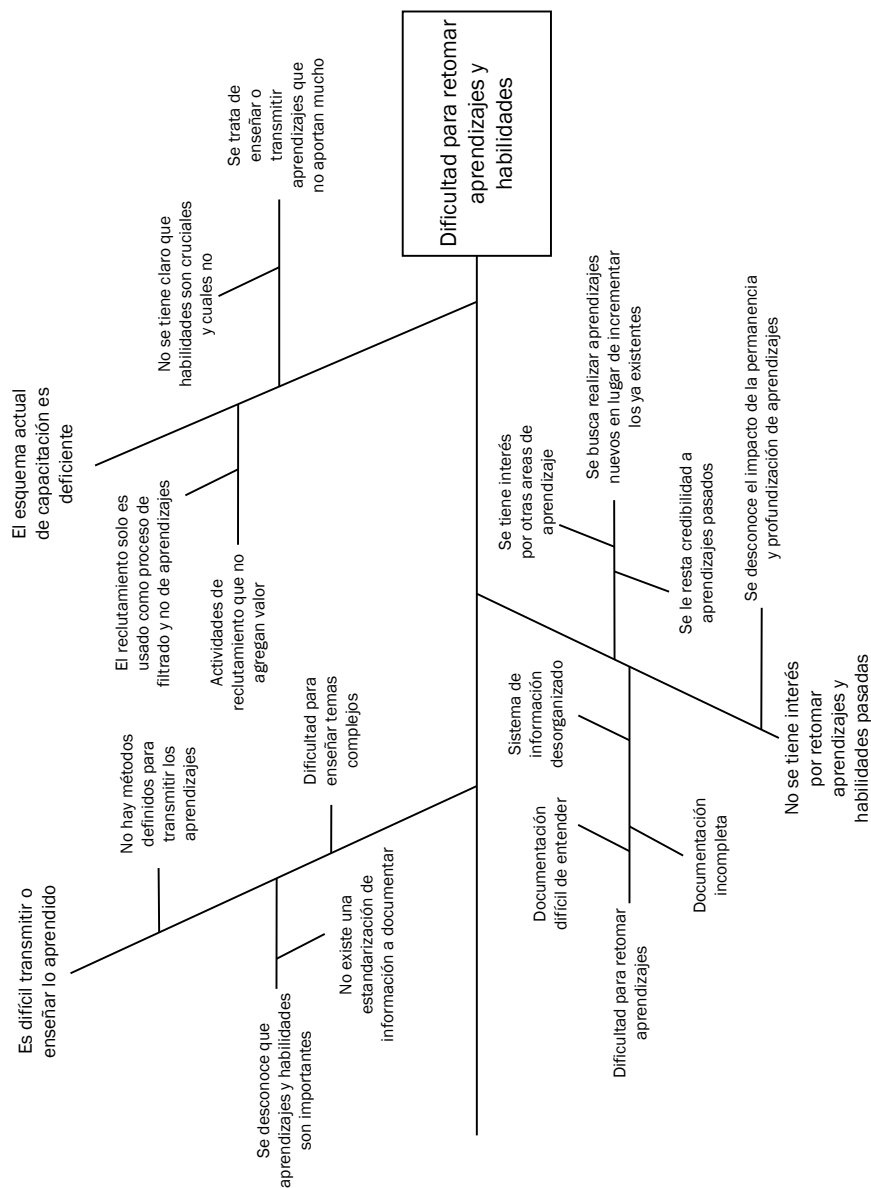 Es difícil transmitir o
enseñar lo aprendido
No hay métodos
definidos para
transmitir los
aprendizajes
Se desconoce que
aprendizajes y habilidades
son importantes
No existe una
estandarización de
información a documentar
Dificultad para
enseñar temas
complejos
El esquema actual
de capacitación es
deficiente
El reclutamiento solo es
usado como proceso de
filtrado y no de aprendizajes
Actividades de
reclutamiento que no
agregan valor
No se tiene claro que
habilidades son cruciales
y cuales no
Se trata de
enseñar o
transmitir
aprendizajes que
no aportan mucho
Dificultad para retomar
aprendizajes y
habilidades
Documentación
difícil de entender
Sistema de
información
desorganizado
Dificultad para retomar
aprendizajes
Documentación
incompleta
Se tiene interés
por otras areas de
aprendizaje
Se busca realizar aprendizajes
nuevos en lugar de incrementar
los ya existentes
Se le resta credibilidad a
aprendizajes pasados
Se desconoce el impacto de la permanencia
y profundización de aprendizajes
No se tiene interés
por retomar
aprendizajes y
habilidades pasadas